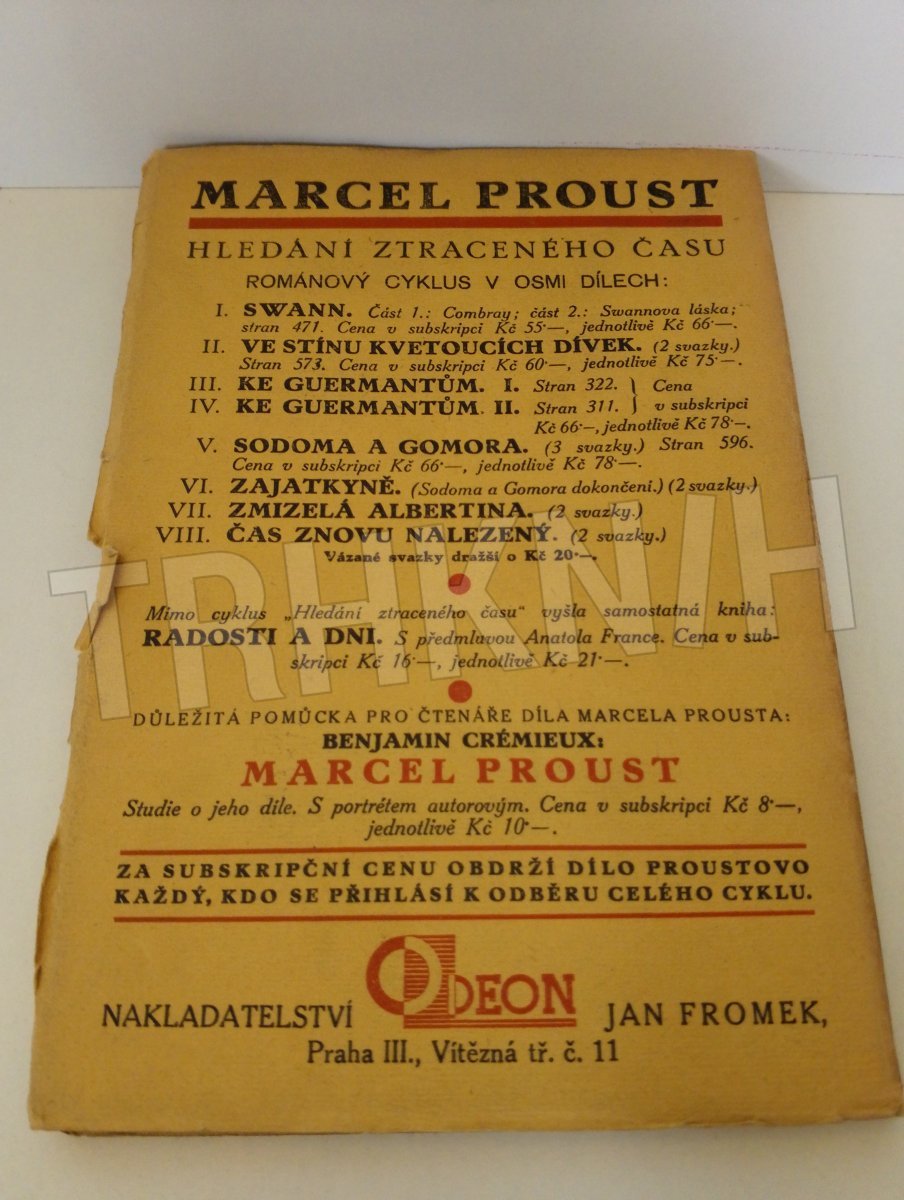 MARCEL PROUST
HLEDÁNÍ ZTRACENÉHO ČASU
ROMÁNOVÝ CYKLUS V OSMI DÍLECH:
I. SWANN. Část 1.: Combray; část 2.: Swannova láska;
stran 471. Cena v subskripci Kč 55·—, jednotlivě Kč 66·—.
II. VE STÍNU KVETOUCÍCH DÍVEK. (2 svazky.)
Stran 573. Cena v subskripci Kč 60·—, jednotlivě Kč 75·—.
III. KE GUERMANTŮM. I. Stran 322. } Cena
IV. KE GUERMANTŮM II. Stran 311. } v subskripci
Kč 66·—, jednotlivě Kč 78·—.
V. SODOMA A GOMORA. (3 svazky.) Stran 596.
Cena v subskripci Kč 66·—, jednotlivě Kč 78·—.
VI. ZAJATKYNĚ. (Sodoma a Gomora dokončení.) (2 svazky.)
VII. ZMIZELÁ ALBERTINA. (2 svazky.)
VIII. ČAS ZNOVU NALEZENÝ. (2 svazky.)
Vázané svazky dražší o Kč 20·—.
Mimo cyklus „Hledání ztraceného času“ vyšla samostatná kniha:
RADOSTI A DNI. S předmluvou Anatola France. Cena v sub-
skripci Kč 16·—, jednotlivě Kč 21·—.
DŮLEŽITÁ POMŮCKA PRO ČTENÁŘE DÍLA MARCELA PROUSTA:
BENJAMIN CRÉMIEUX:
MARCEL PROUST
Studie o jeho díle. S portrétem autorovým. Cena v subskripci Kč 8·—,
jednotlivě Kč 10·—.
ZA SUBSKRIPČNÍ CENU OBDRŽÍ DÍLO PROUSTOVO
KAŽDÝ, KDO SE PŘIHLÁSÍ K ODBĚRU CELÉHO CYKLU.
NAKLADATELSTVÍ ODEON JAN FROMEK,
Praha III., Vítězná tř. č. 11
TRHKNIH